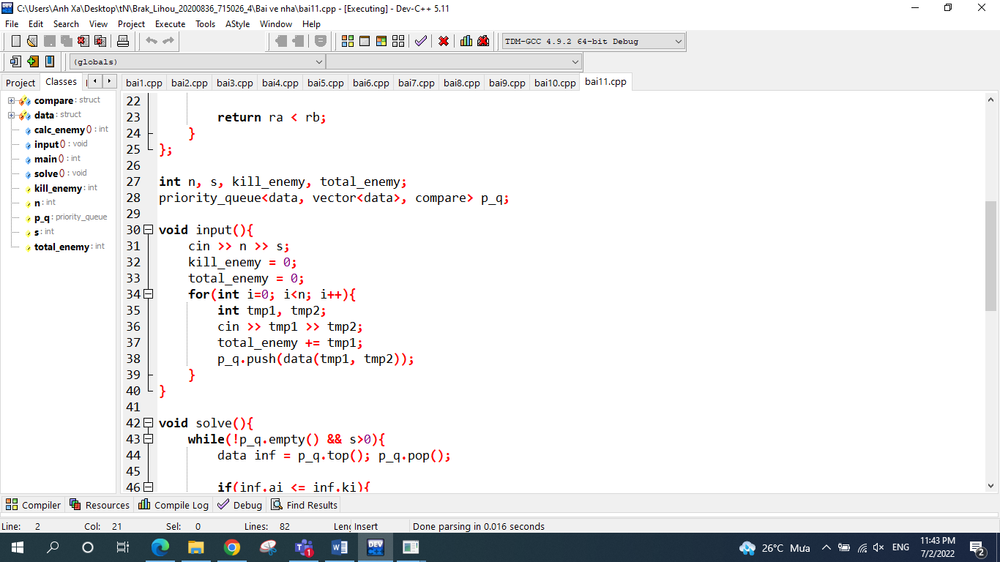 C:\Users\Anh Xa\Desktop\tN\Brak_Lihou_20200836_715026_4\Bai ve nha\bai11.cpp - [Executing] - Dev-C++ 5.11
File Edit Search View Project Execute Tools AStyle Window Help
TDM-GCC 4.9.2 64-bit Debug
(globals)
Project Classes
bai1.cpp bai2.cpp bai3.cpp bai4.cpp bai5.cpp bai6.cpp bai7.cpp bai8.cpp bai9.cpp bai10.cpp bai11.cpp
compare : struct
data : struct
calc_enemy () : int
input () : void
main () : int
solve () : void
kill_enemy : int
n : int
p_q : priority_queue
s : int
total_enemy : int
22
23 return ra < rb;
24 }
25 };
26
27 int n, s, kill_enemy, total_enemy;
28 priority_queue<data, vector<data>, compare> p_q;
29
30 void input(){
31 cin >> n >> s;
32 kill_enemy = 0;
33 total_enemy = 0;
34 for(int i=0; i<n; i++){
35 int tmp1, tmp2;
36 cin >> tmp1 >> tmp2;
37 total_enemy += tmp1;
38 p_q.push(data(tmp1, tmp2));
39 }
40 }
41
42 void solve(){
43 while(!p_q.empty() && s>0){
44 data inf = p_q.top(); p_q.pop();
45
46 if(inf.ai <= inf.ki){
Compiler Resources Compile Log Debug Find Results
Line: 2 Col: 21 Sel: 0 Lines: 82 Insert Done parsing in 0.016 seconds
DEV
1
26°C Mưa
ENG
11:43 PM
7/2/2022
2